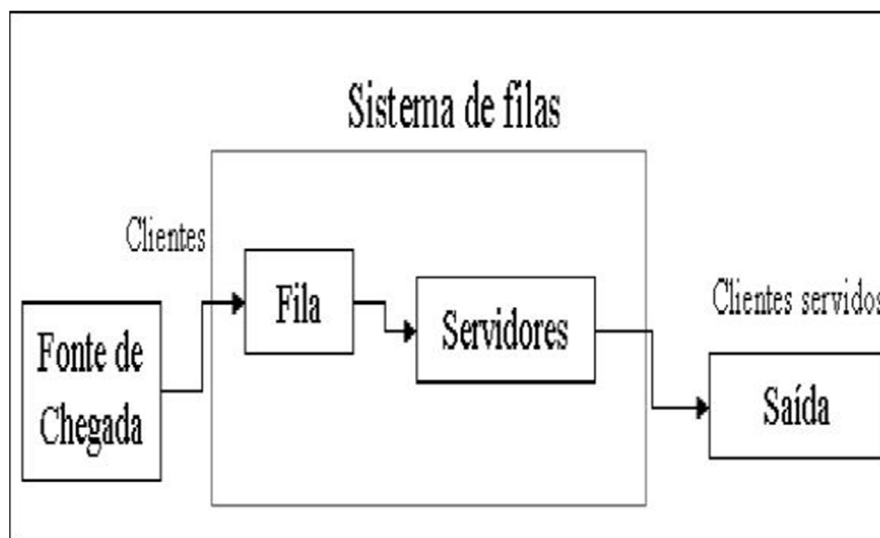 Sistema de filas
Clientes
Fila
Servidores
Clientes servidos
Fonte de
Chegada
Saída